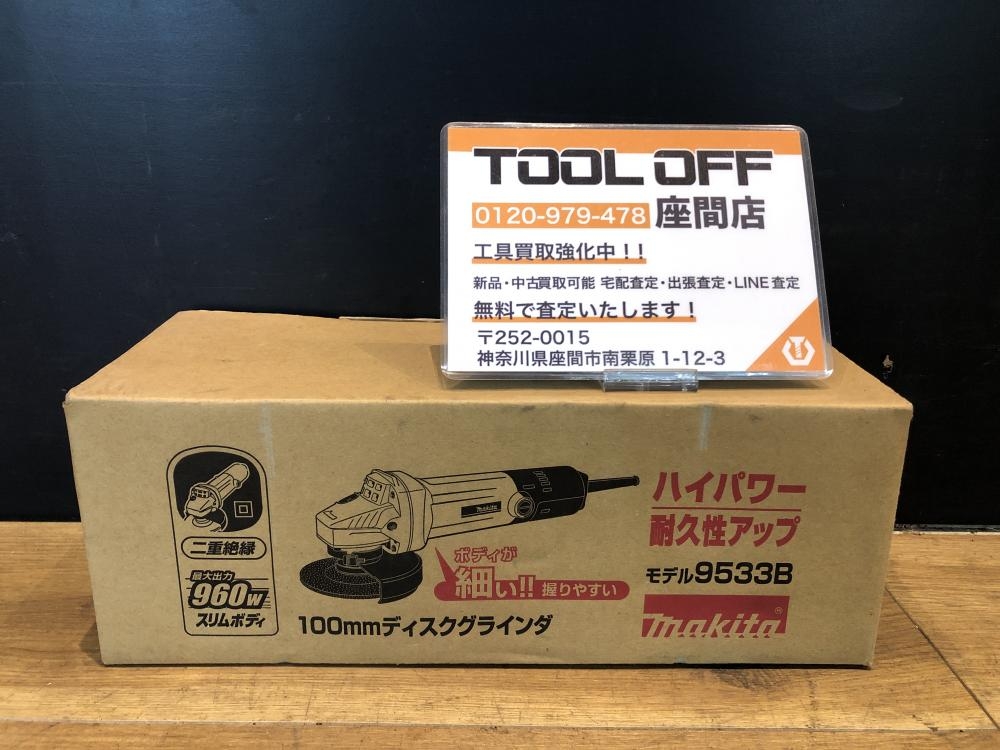 TOOL OFF
0120-979-478 座間店
工具買取強化中！！
新品・中古買取可能 宅配査定・出張査定・LINE査定
無料で査定いたします！
〒252-0015
神奈川県座間市南栗原 1-12-3
二重絶縁
最大出力
960W
スリムボディ
makita
ボディが
細い!! 握りやすい
100mmディスクグラインダ
ハイパワー
耐久性アップ
モデル9533B
makita®